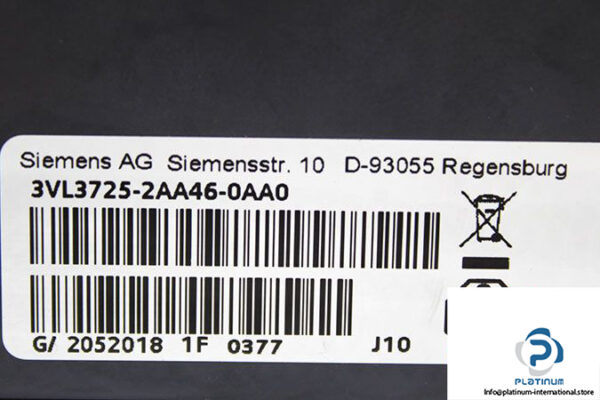 Siemens AG Siemensstr. 10 D-93055 Regensburg
3VL3725-2AA46-0AA0
G/ 2052018 1F 0377 J10
PLATINUM
Info@platinum-international.store